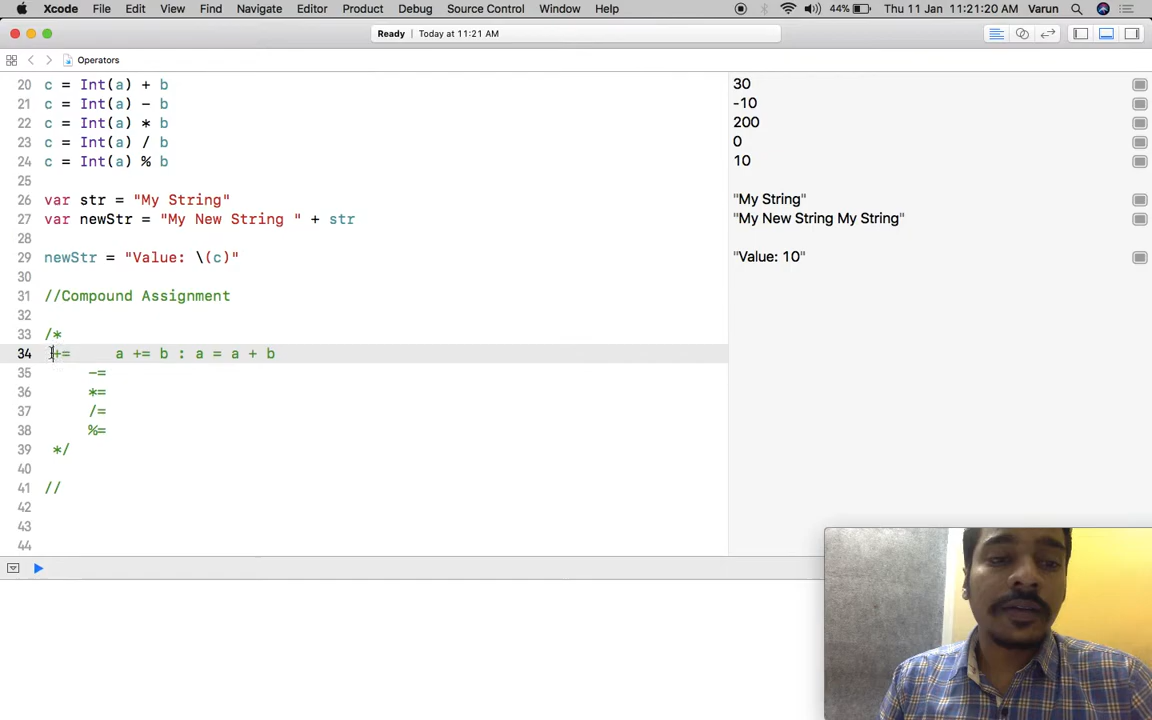 Xcode File Edit View Find Navigate Editor Product Debug Source Control Window Help 44% Thu 11 Jan 11:21:20 AM Varun
Ready | Today at 11:21 AM
Operators
20 c = Int(a) + b 30
21 c = Int(a) - b -10
22 c = Int(a) * b 200
23 c = Int(a) / b 0
24 c = Int(a) % b 10
25
26 var str = "My String" "My String"
27 var newStr = "My New String " + str "My New String My String"
28
29 newStr = "Value: \(c)" "Value: 10"
30
31 //Compound Assignment
32
33 /*
34 += a += b : a = a + b
35 -=
36 *=
37 /=
38 %=
39 */
40
41 //
42
43
44